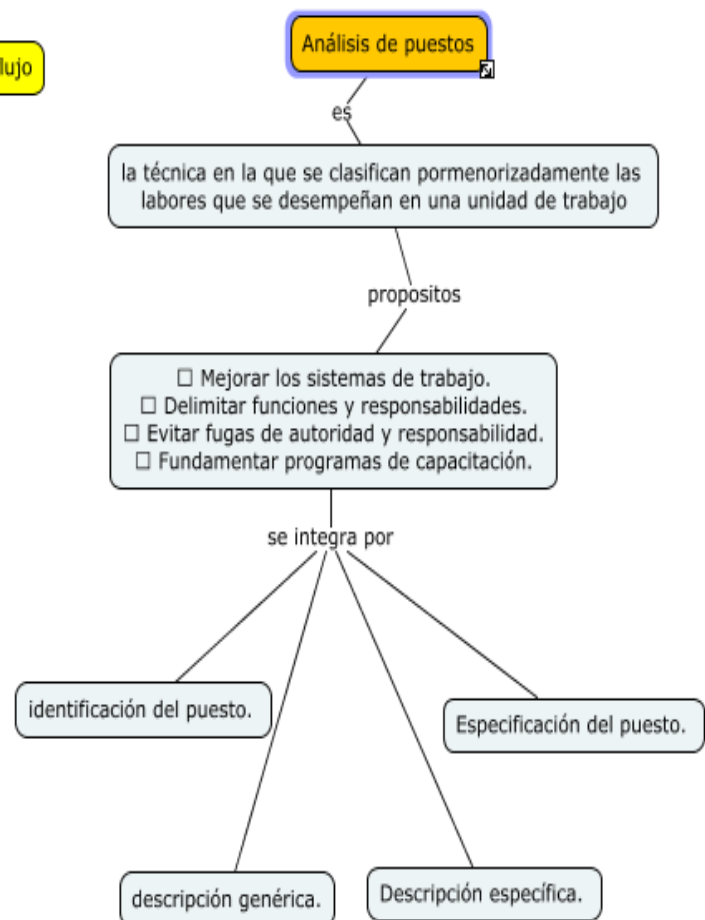 Análisis de puestos
lujo
es
la técnica en la que se clasifican pormenorizadamente las
labores que se desempeñan en una unidad de trabajo
propositos
☐ Mejorar los sistemas de trabajo.
☐ Delimitar funciones y responsabilidades.
☐ Evitar fugas de autoridad y responsabilidad.
☐ Fundamentar programas de capacitación.
se integra por
identificación del puesto.
Especificación del puesto.
descripción genérica.
Descripción específica.